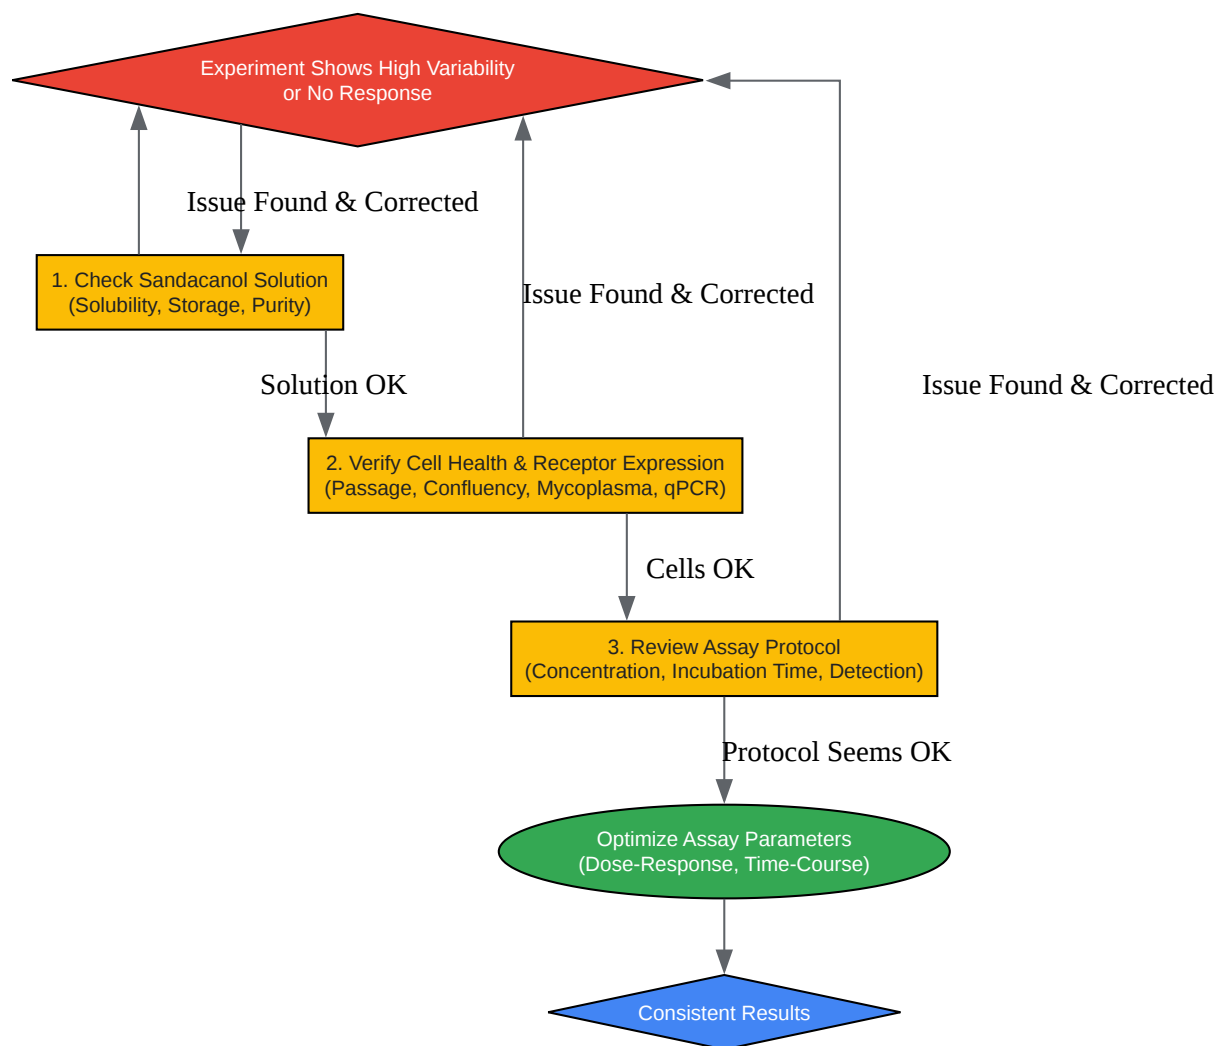 Experiment Shows High Variability
or No Response
Issue Found & Corrected
1. Check Sandacanol Solution
(Solubility, Storage, Purity)
Issue Found & Corrected
Solution OK
Issue Found & Corrected
2. Verify Cell Health & Receptor Expression
(Passage, Confluency, Mycoplasma, qPCR)
Cells OK
3. Review Assay Protocol
(Concentration, Incubation Time, Detection)
Protocol Seems OK
Optimize Assay Parameters
(Dose-Response, Time-Course)
Consistent Results